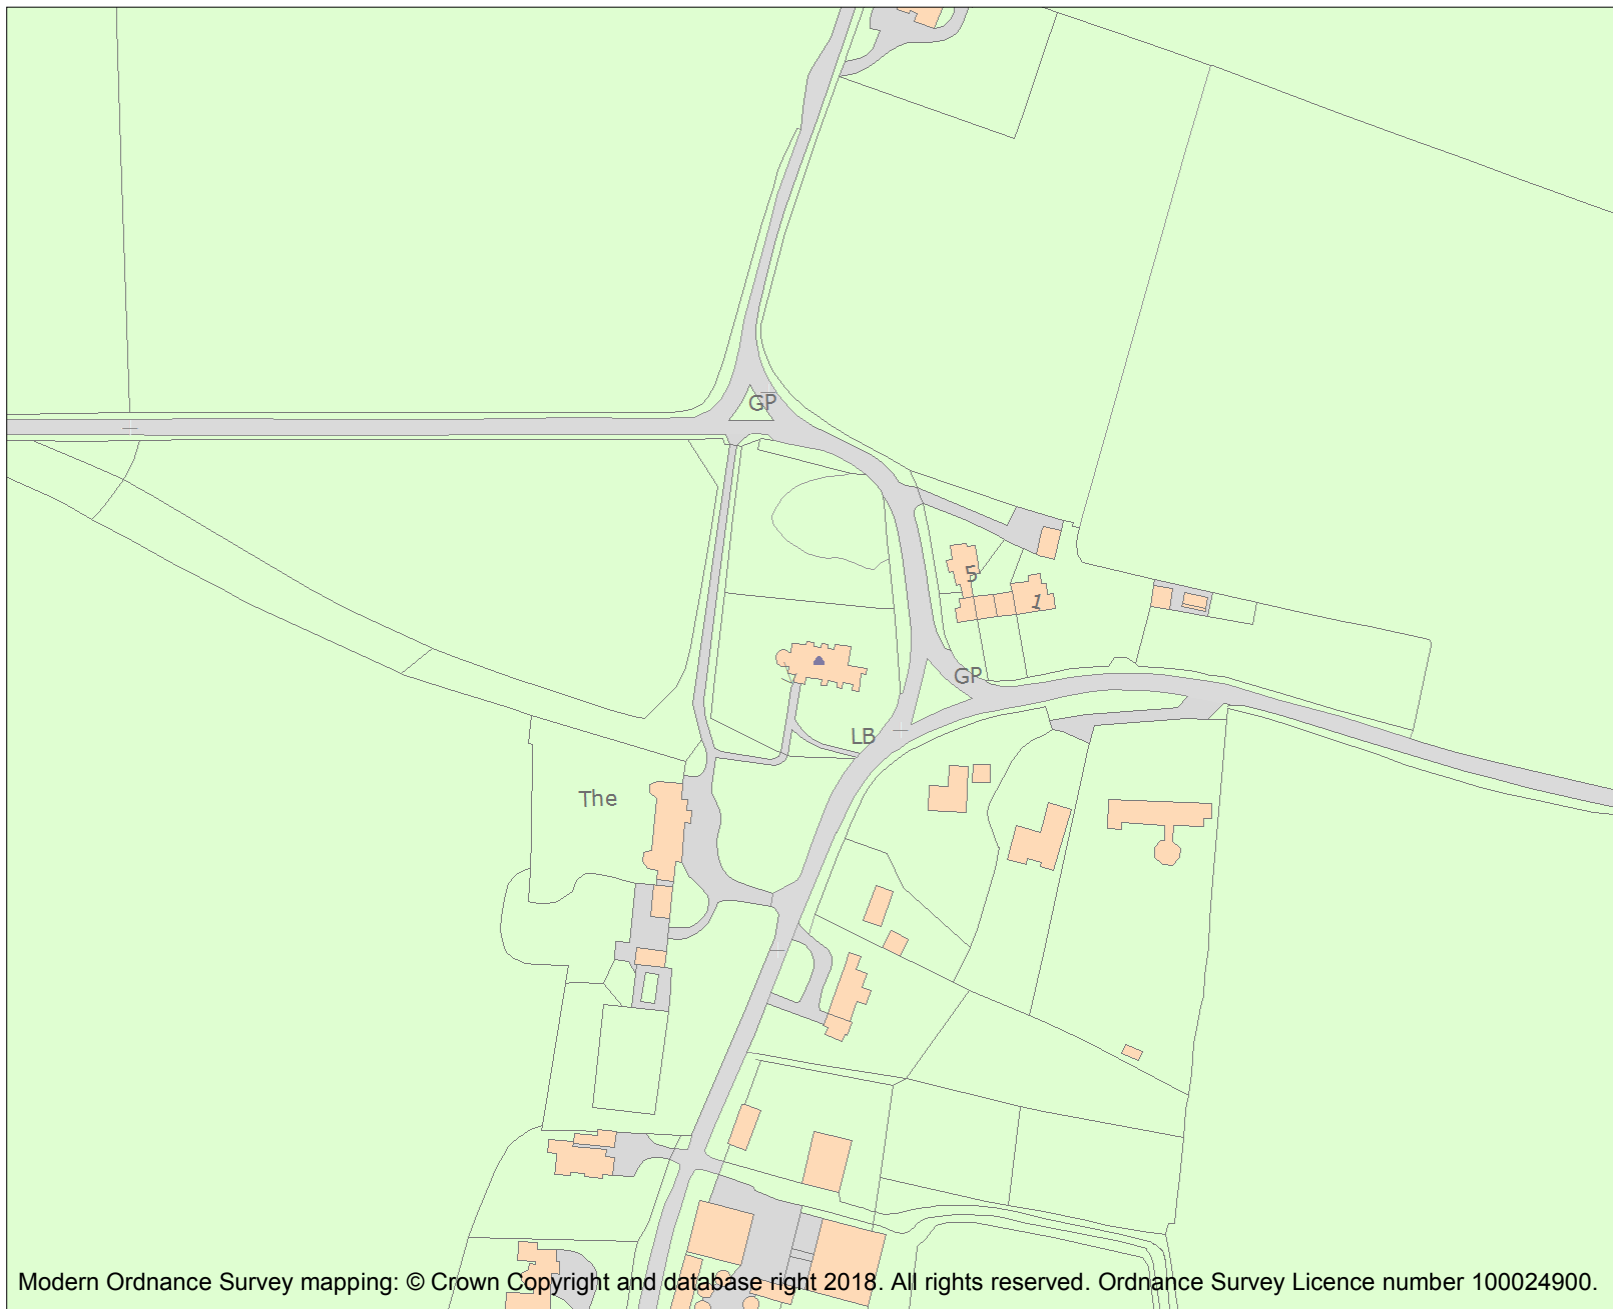 GP
5
1
GP
LB
The
Modern Ordnance Survey mapping: © Crown Copyright and database right 2018. All rights reserved. Ordnance Survey Licence number 100024900.